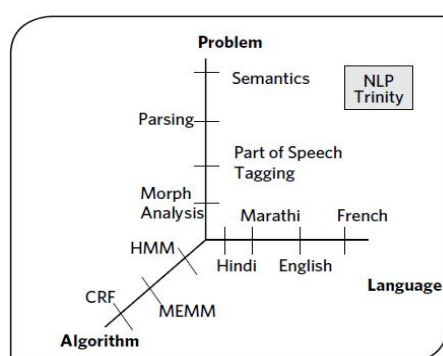 Problem
Semantics
NLP
Trinity
Parsing
Part of Speech
Tagging
Morph
Analysis
Marathi
French
HMM
Hindi
English
Language
CRF
MEMM
Algorithm